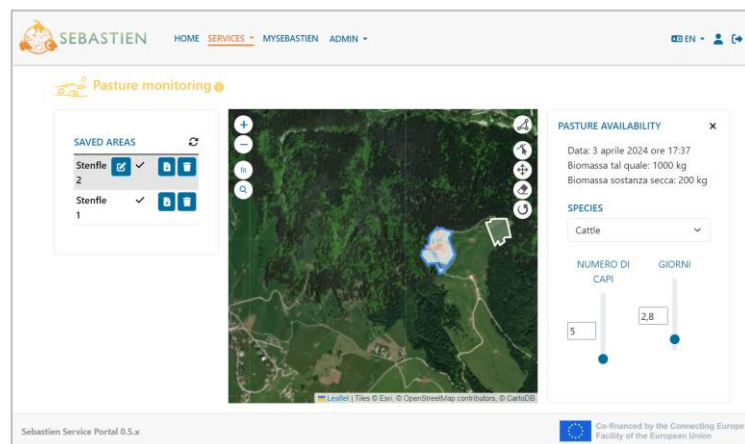 SEBASTIEN
HOME SERVICES MYSEBASTIEN ADMIN
EN
Pasture monitoring
SAVED AREAS
Stenfle
2
Stenfle
1
+
−
fit
Leaflet | Tiles © Esri, © OpenStreetMap contributors, © CartoDB
PASTURE AVAILABILITY ×
Data: 3 aprile 2024 ore 17:37
Biomassa tal quale: 1000 kg
Biomassa sostanza secca: 200 kg
SPECIES
Cattle
NUMERO DI
CAPI
GIORNI
5
2,8
Sebastien Service Portal 0.5.x
Co-financed by the Connecting Europe
Facility of the European Union